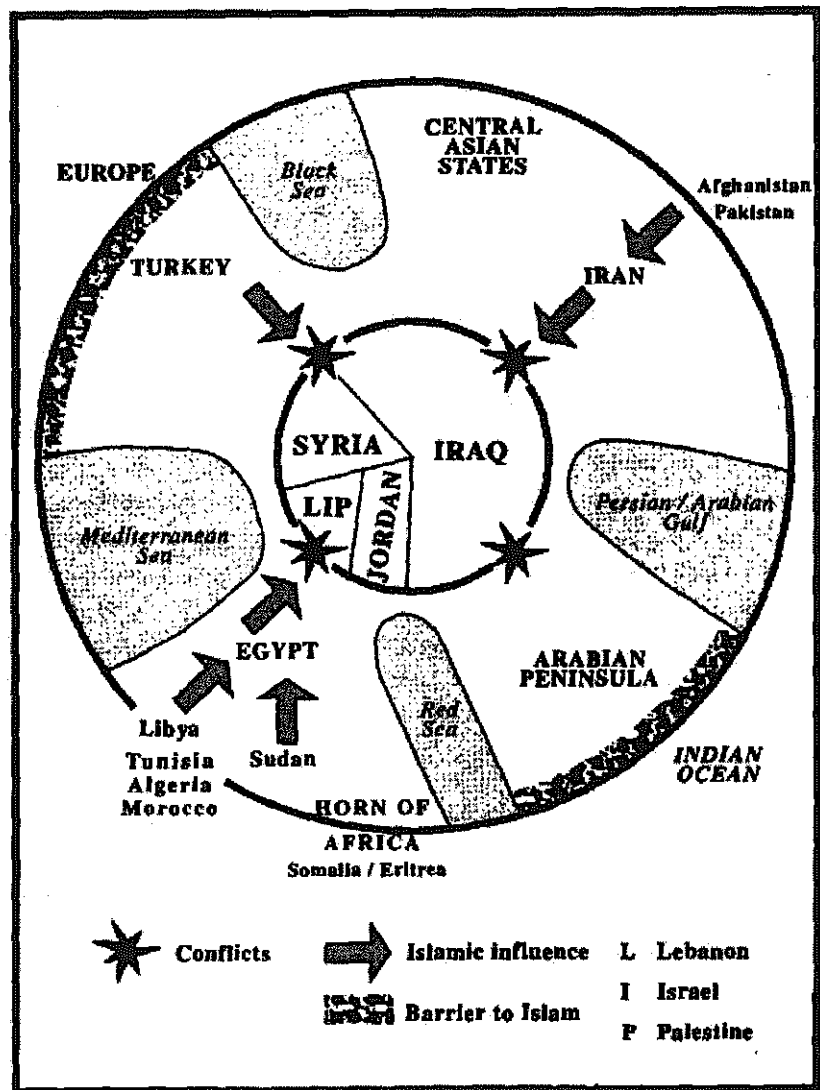 CENTRAL
ASIAN
STATES
EUROPE
Black
Sea
Afghanistan
Pakistan
TURKEY
IRAN
SYRIA
IRAQ
LIP
JORDAN
Mediterranean
Sea
Persian / Arabian
Gulf
EGYPT
ARABIAN
PENINSULA
Red
Sea
Libya
Tunisia
Algeria
Morocco
Sudan
INDIAN
OCEAN
HORN OF
AFRICA
Somalia / Eritrea
Conflicts
Islamic influence
Barrier to Islam
L Lebanon
I Israel
P Palestine